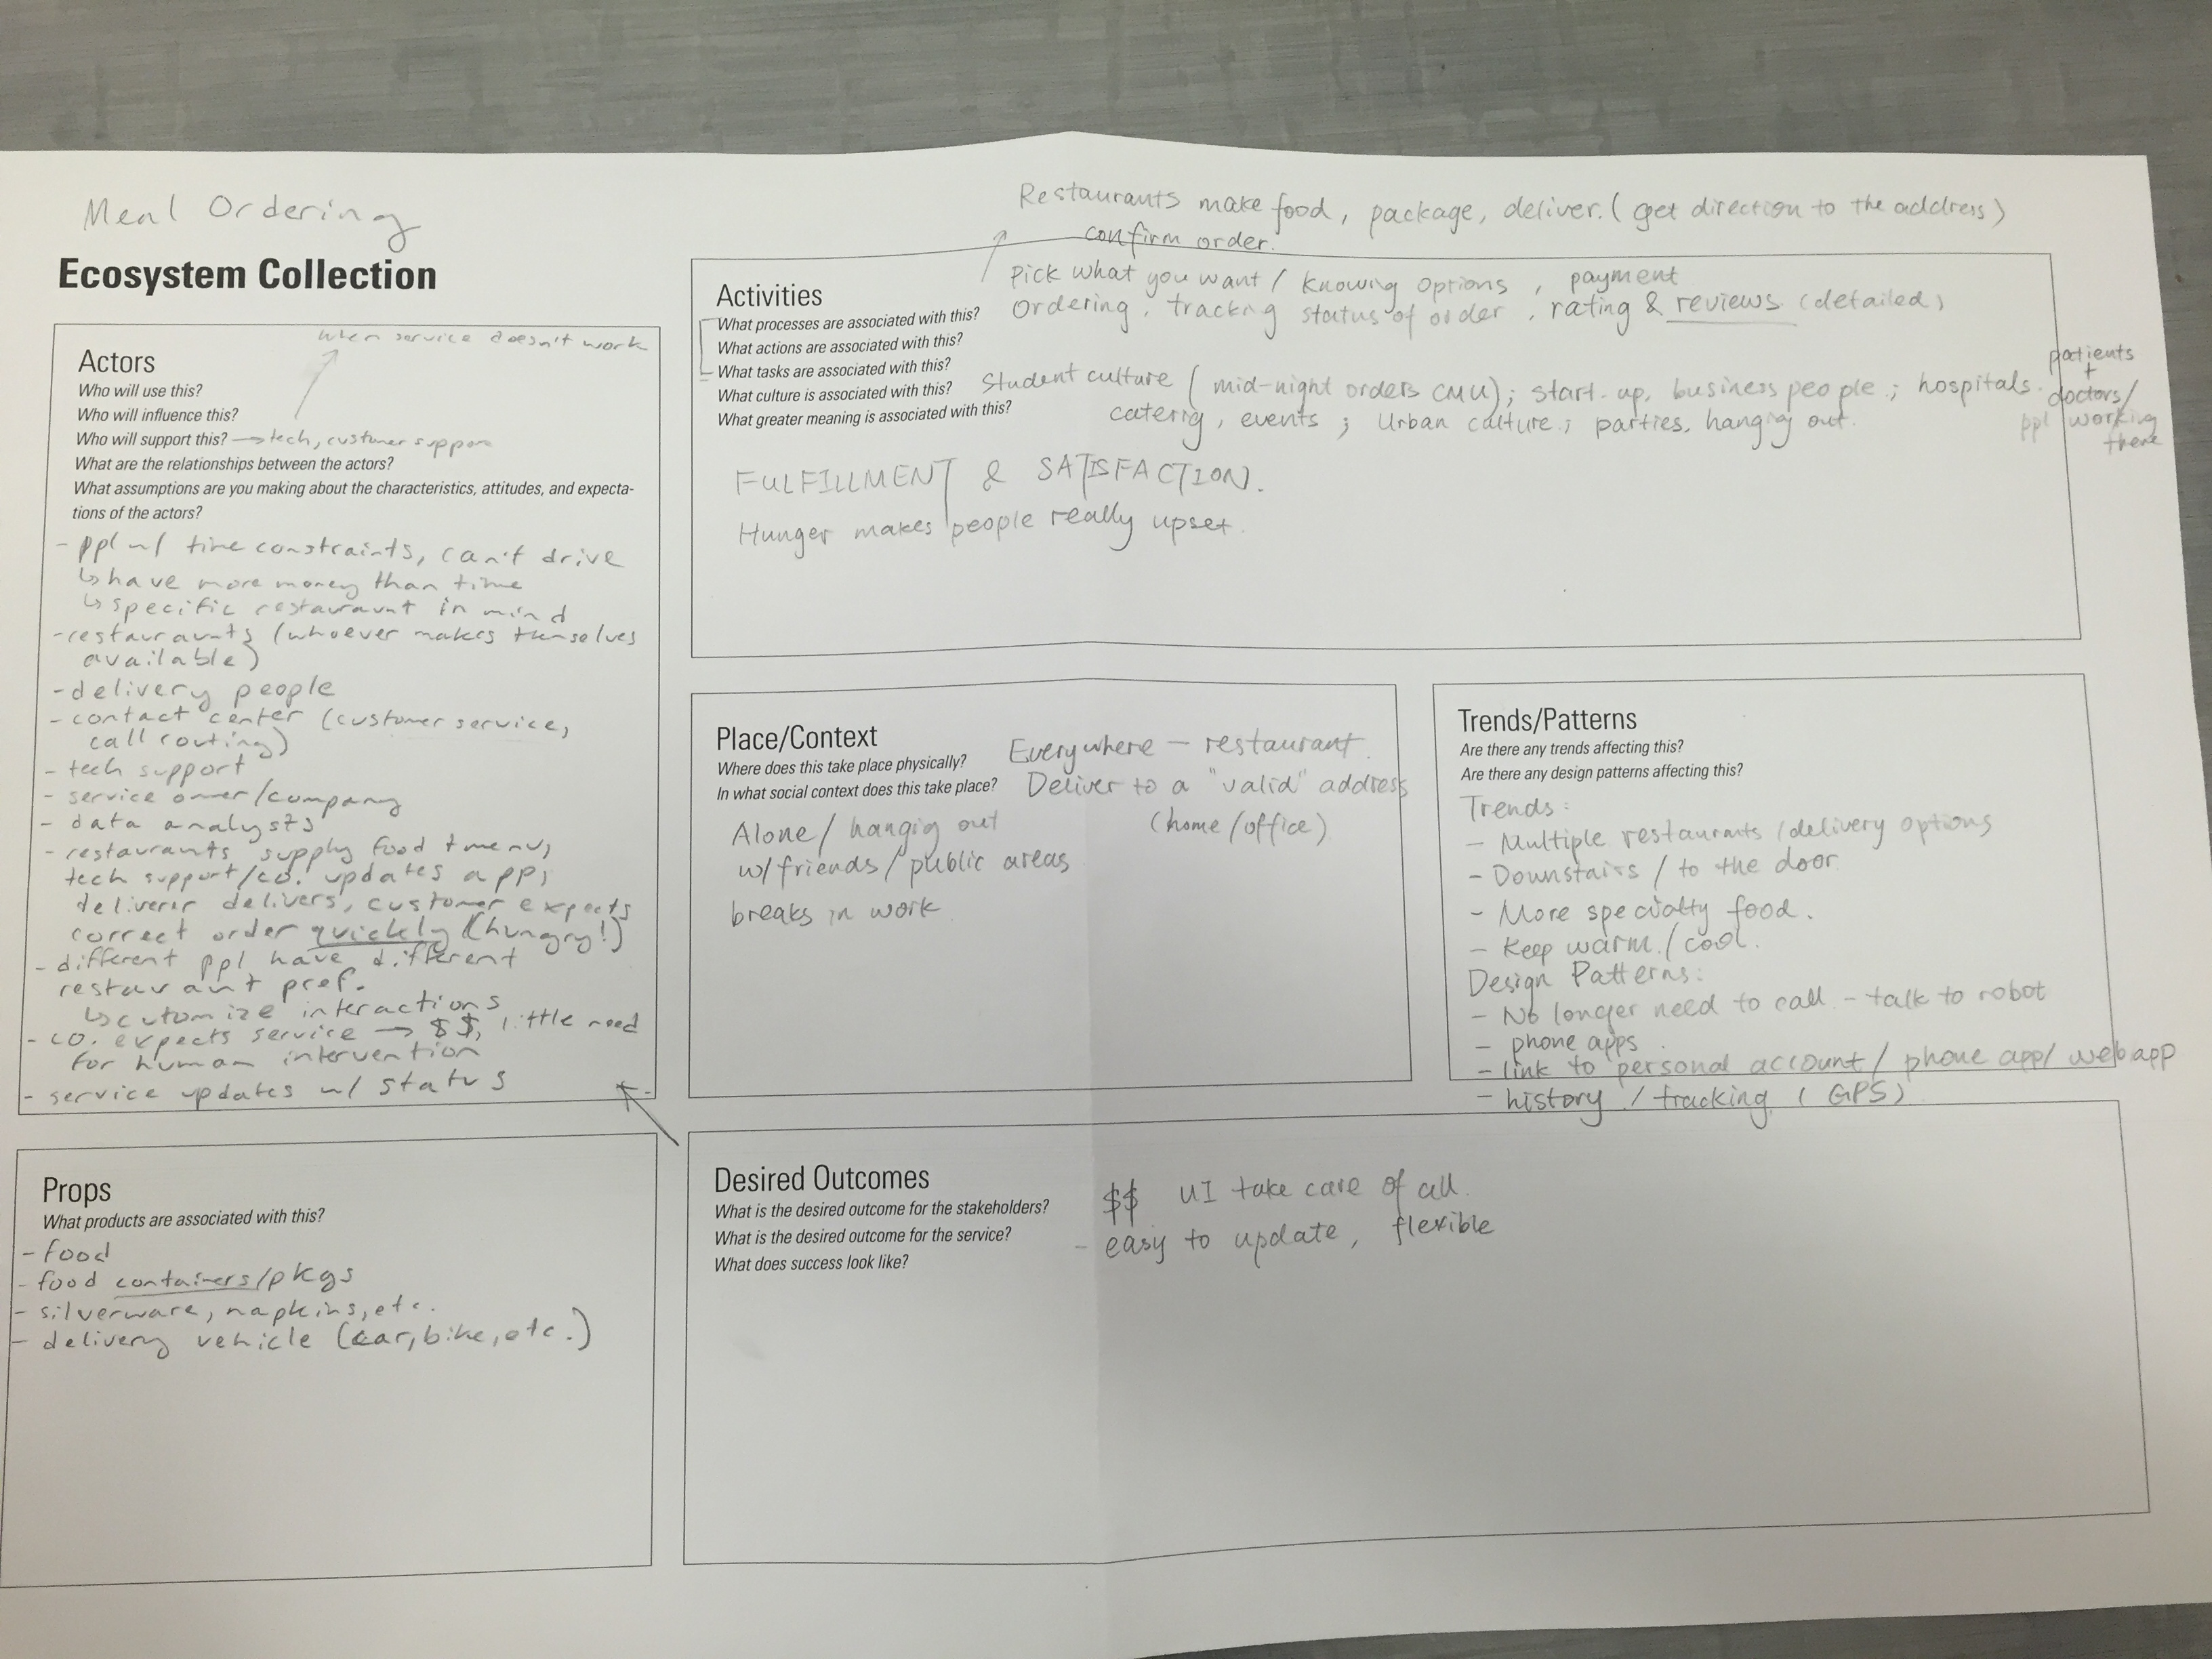 Meal Ordering
Ecosystem Collection
when service doesn't work
Actors
Who will use this?
Who will influence this?
Who will support this? → tech, custumer support
What are the relationships between the actors?
What assumptions are you making about the characteristics, attitudes, and expecta-
tions of the actors?
- ppl w/ time constraints, can't drive
↳ have more money than time
↳ specific restauraunt in mind
- restauraunts (whoever makes themselves
available)
- delivery people
- contact center (customer service,
call routing)
- tech support
- service owner/company
- data analysts
- restaurants supply food + menu,
tech support/co. updates app,
deliverer delivers, customer expects
correct order quickly (hungry!)
- different ppl have different
restaurant pref.
↳ cutomize interactions
- co. expects service → $$, little need
for human intervention
- service updates w/ status
Restaurants make food, package, deliver. (get direction to the address)
confirm order.
Activities
What processes are associated with this?
What actions are associated with this?
What tasks are associated with this?
What culture is associated with this?
What greater meaning is associated with this?
Pick what you want / knowing options, payment
Ordering, trackng status of order, rating & reviews (detailed)
Student culture (mid-night orders CMU); start-up, business people; hospitals.
caterig, events; Urban culture; parties, hangig out.
patients
+
doctors/
ppl working
there
FULFILLMENT & SATISFACTION.
Hunger makes people really upset.
Place/Context
Where does this take place physically?
In what social context does this take place?
Everywhere - restaurant
Deliver to a "valid" address
(home/office)
Alone/ hangig out
w/friends/public areas
breaks in work
Trends/Patterns
Are there any trends affecting this?
Are there any design patterns affecting this?
Trends:
- Multiple restaurants /delivery options
- Downstairs / to the door
- More specialty food.
- Keep warm / cool.
Design Patterns:
- No longer need to call - talk to robot
- phone apps
- link to personal account / phone app/ web app
- history / tracking (GPS)
Props
What products are associated with this?
- food
- food containers/pkgs
- silverware, napkins, etc.
- delivery vehicle (car, bike, etc.)
Desired Outcomes
What is the desired outcome for the stakeholders?
What is the desired outcome for the service?
What does success look like?
$$ UI take care of all.
- easy to update, flexible